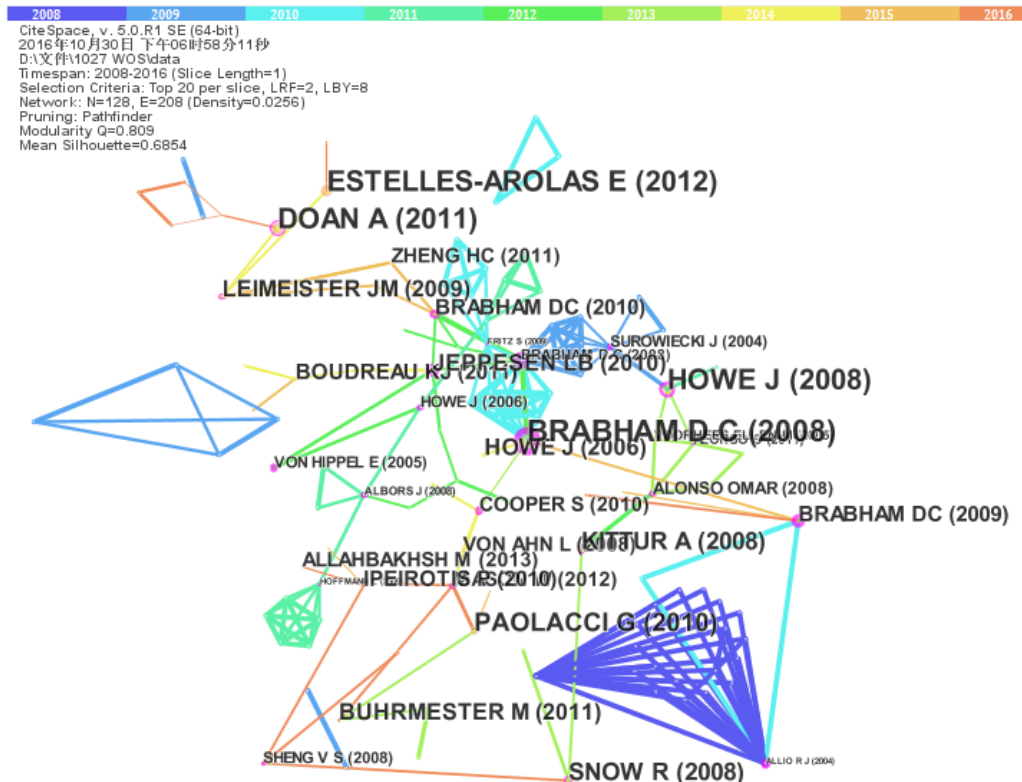 2008 2009 2010 2011 2012 2013 2014 2015 2016
CiteSpace, v. 5.0.R1 SE (64-bit)
2016年10月30日 下午06时58分11秒
D:\文件\1027 WOS\data
Timespan: 2008-2016 (Slice Length=1)
Selection Criteria: Top 20 per slice, LRF=2, LBY=8
Network: N=128, E=208 (Density=0.0256)
Pruning: Pathfinder
Modularity Q=0.809
Mean Silhouette=0.6854
ESTELLES-AROLAS E (2012)
DOAN A (2011)
ZHENG HC (2011)
LEIMEISTER JM (2009)
BRABHAM DC (2010)
FRITZ S (2009)
SUROWIECKI J (2004)
BRABHAM D C (2008)
JEPPESEN LB (2010)
BOUDREAU KJ (2011)
HOWE J (2008)
HOWE J (2006)
BRABHAM D C (2008)
HOWE J (2006)
VON HIPPEL E (2005)
ALBORS J (2008)
ALONSO OMAR (2008)
COOPER S (2010)
BRABHAM DC (2009)
VON AHN L (2008)
KITTUR A (2008)
ALLAHBAKHSH M (2013)
IPEIROTIS P (2010)
(2012)
PAOLACCI G (2010)
BUHRMESTER M (2011)
SHENG V S (2008)
SNOW R (2008)
ALLIO R J (2004)